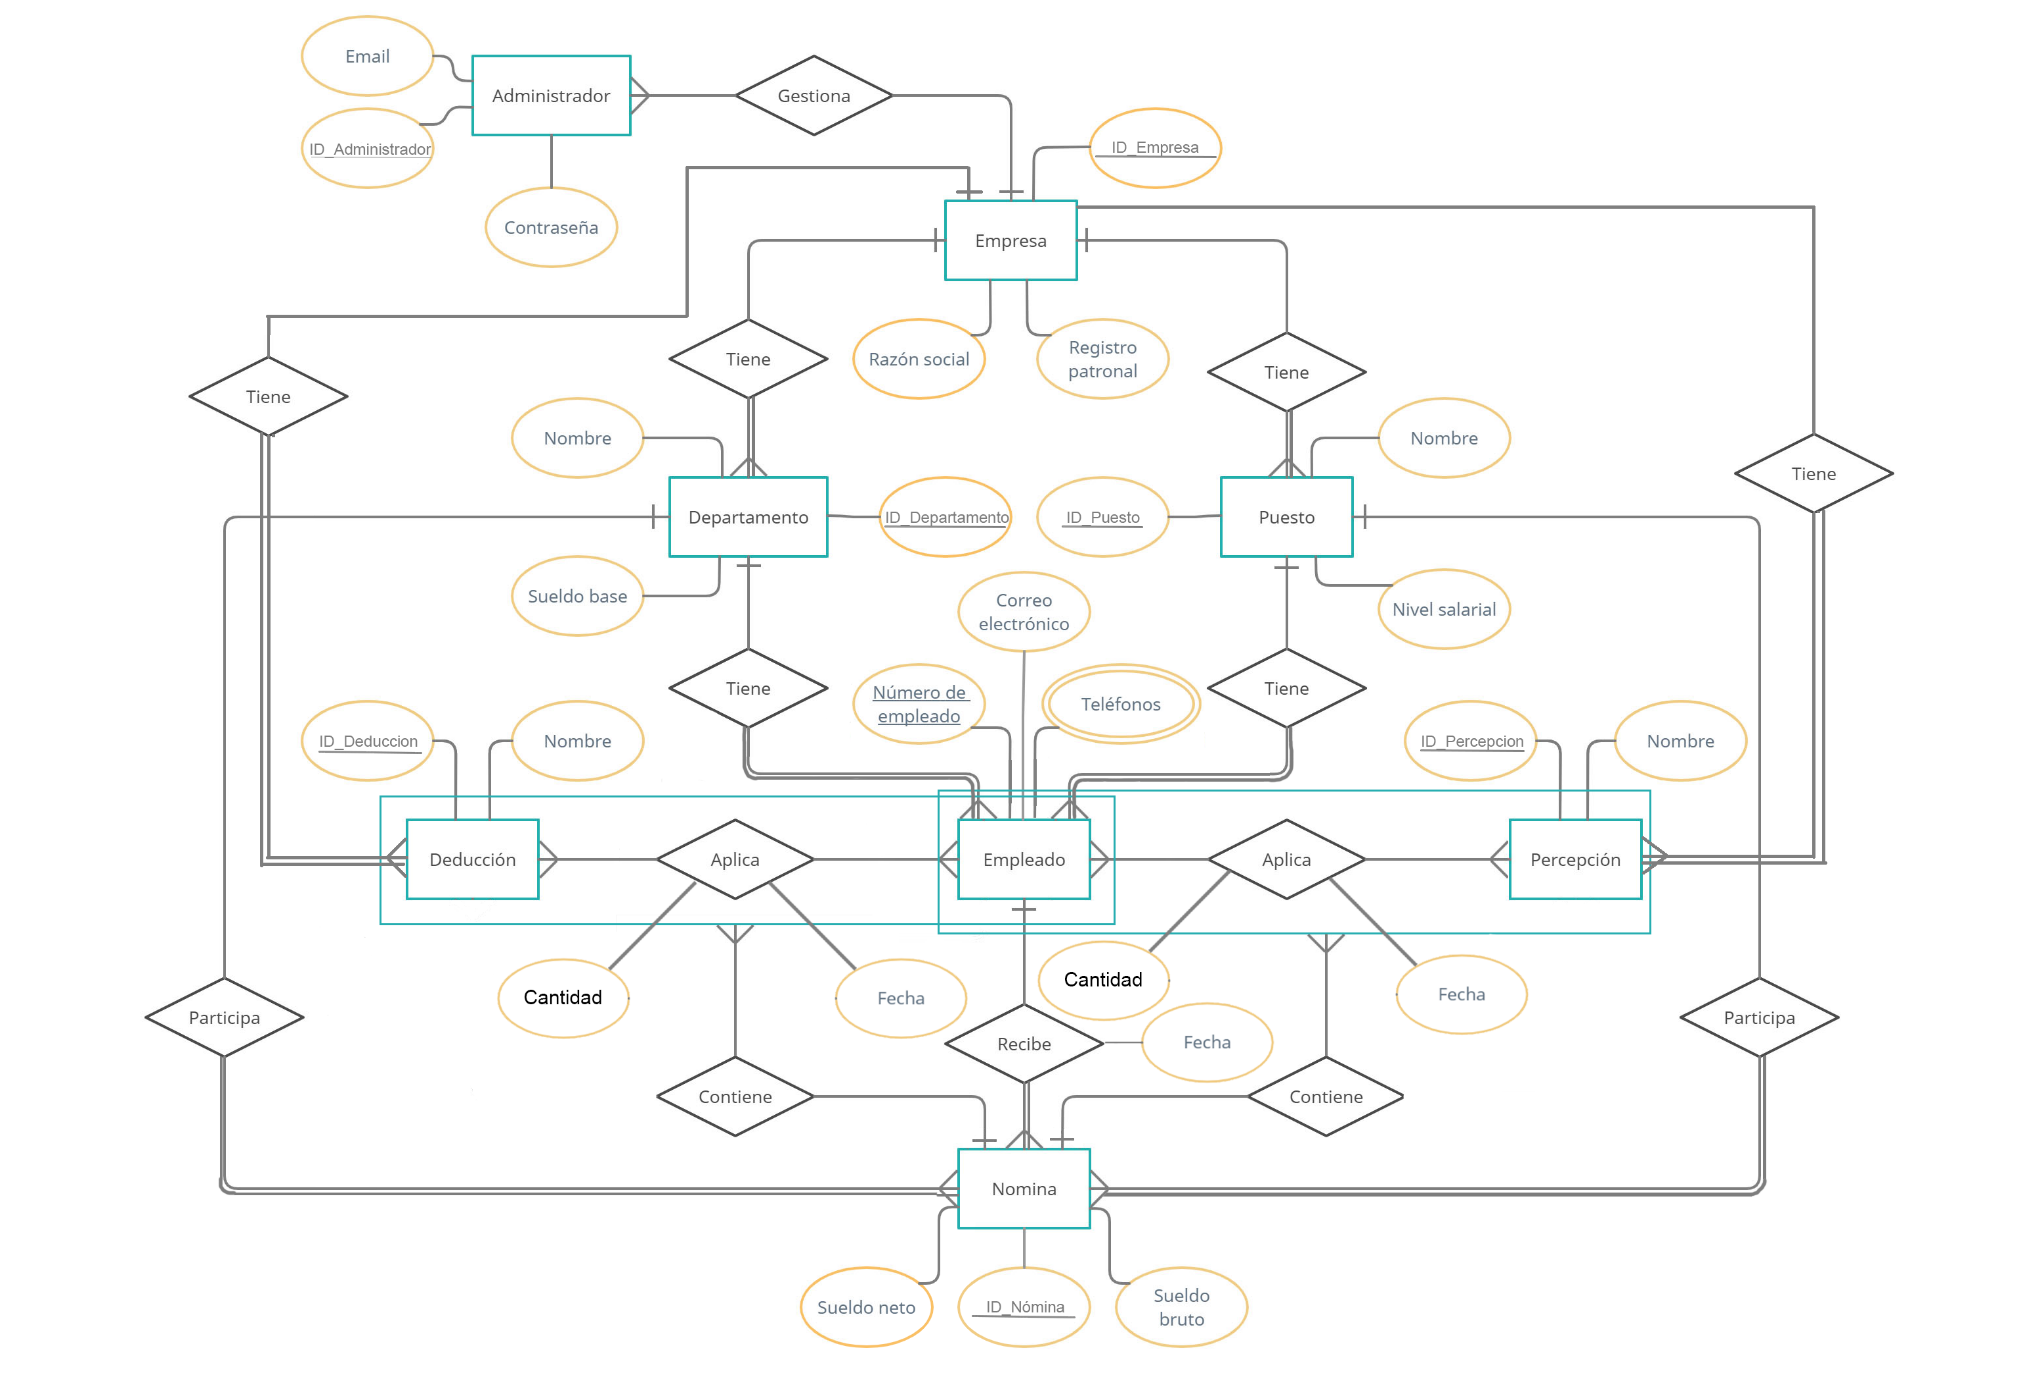 Email
Administrador
Gestiona
ID_Administrador
ID_Empresa
Contraseña
Empresa
Tiene
Razón social
Registro
patronal
Tiene
Tiene
Nombre
Nombre
Tiene
Departamento
ID_Departamento
ID_Puesto
Puesto
Tiene
Sueldo base
Correo
electrónico
Nivel salarial
Tiene
Número de
empleado
Teléfonos
Tiene
ID_Deduccion
Nombre
ID_Percepcion
Nombre
Deducción
Aplica
Empleado
Aplica
Percepción
Cantidad
Fecha
Cantidad
Fecha
Participa
Recibe
Fecha
Participa
Contiene
Contiene
Nomina
Sueldo neto
ID_Nómina
Sueldo
bruto